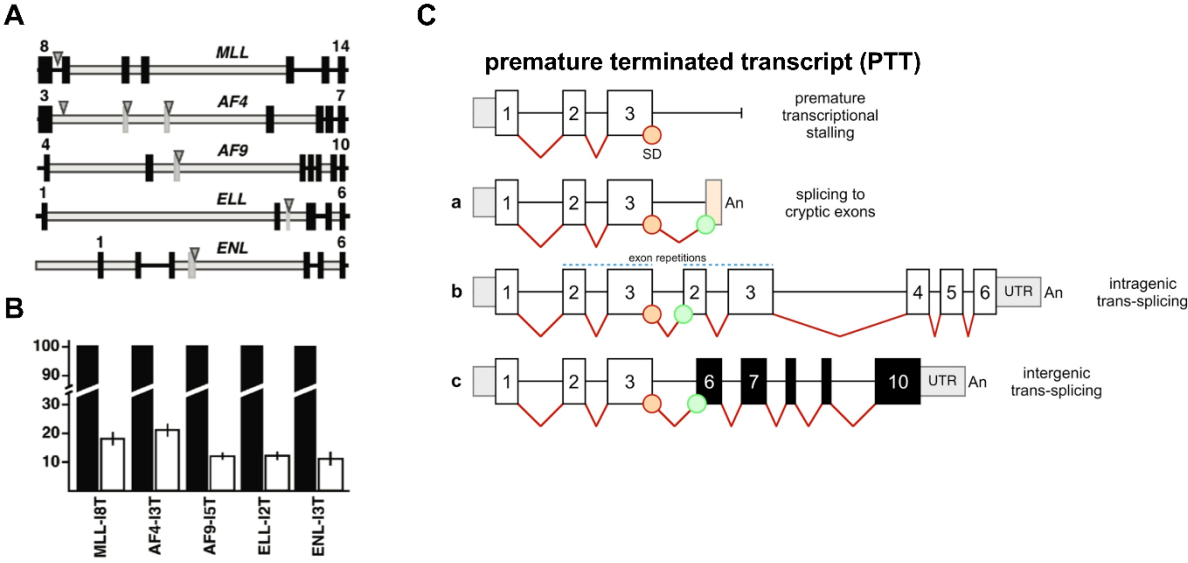 A
8 MLL 14
3 AF4 7
4 AF9 10
1 ELL 6
1 ENL 6
B
100
90
30
20
10
MLL-I8T
AF4-I3T
AF9-I5T
ELL-I2T
ENL-I3T
C
premature terminated transcript (PTT)
1 2 3
SD
premature
transcriptional
stalling
a
1 2 3 An
splicing to
cryptic exons
exon repetitions
b
1 2 3 2 3 4 5 6 UTR An
intragenic
trans-splicing
c
1 2 3 6 7 10 UTR An
intergenic
trans-splicing